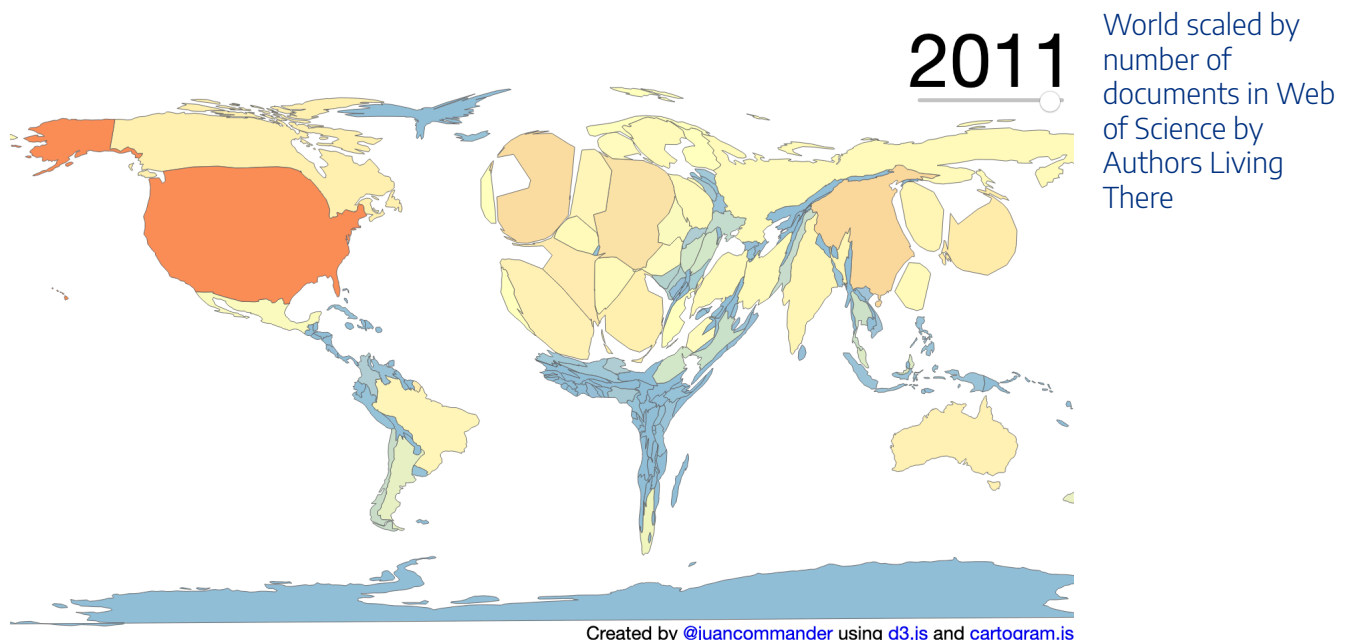 2011
World scaled by
number of
documents in Web
of Science by
Authors Living
There
Created by @juancommander using d3.js and cartogram.js